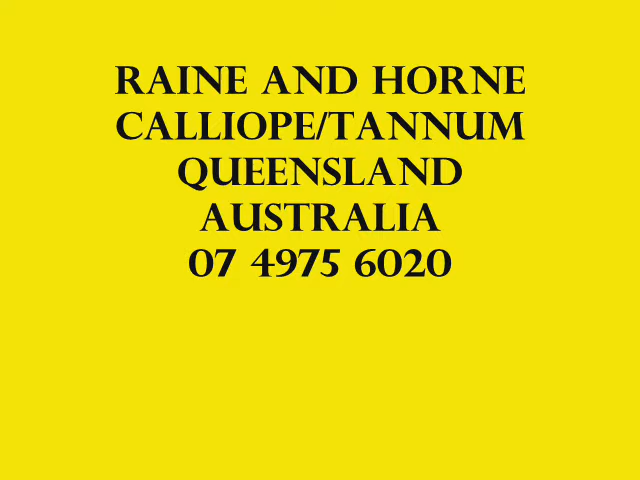 RAINE AND HORNE
CALLIOPE/TANNUM
QUEENSLAND
AUSTRALIA
07 4975 6020